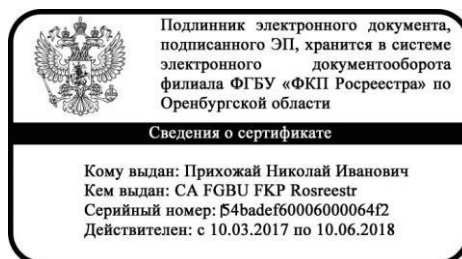 Подлинник электронного документа,
подписанного ЭП, хранится в системе
электронного документооборота
филиала ФГБУ «ФКП Росреестра» по
Оренбургской области
Сведения о сертификате
Кому выдан: Прихожай Николай Иванович
Кем выдан: CA FGBU FKP Rosreestr
Серийный номер: f54badef60006000064f2
Действителен: с 10.03.2017 по 10.06.2018